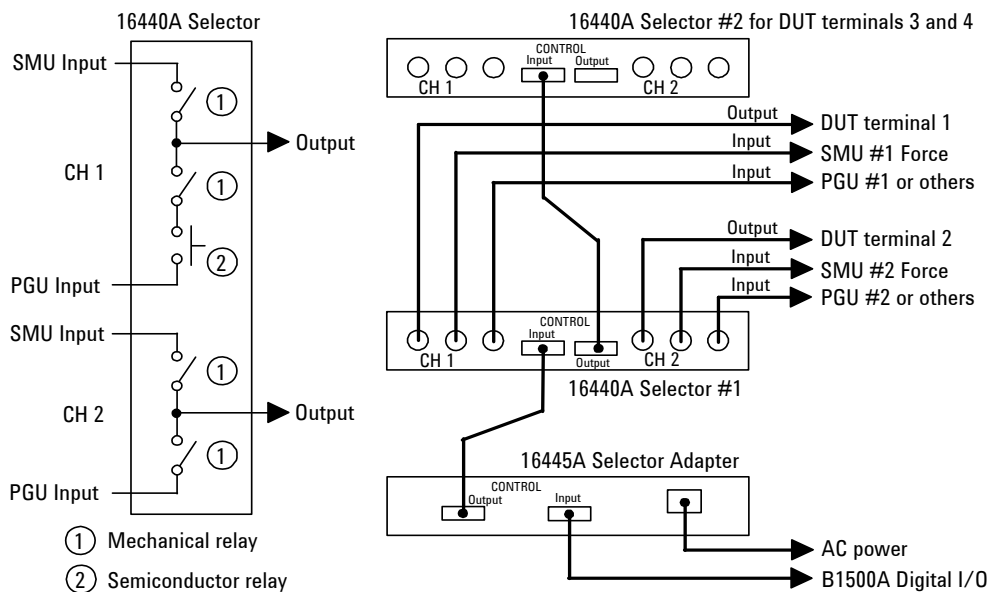 16440A Selector
SMU Input
1
Output
CH 1
1
2
PGU Input
SMU Input
1
CH 2
Output
1
PGU Input
1 Mechanical relay
2 Semiconductor relay
16440A Selector #2 for DUT terminals 3 and 4
CONTROL
Input Output
CH 1 CH 2
Output DUT terminal 1
Input SMU #1 Force
Input PGU #1 or others
Output DUT terminal 2
Input SMU #2 Force
Input PGU #2 or others
CONTROL
Input
CH 1 Output CH 2
16440A Selector #1
16445A Selector Adapter
CONTROL
Output Input
AC power
B1500A Digital I/O